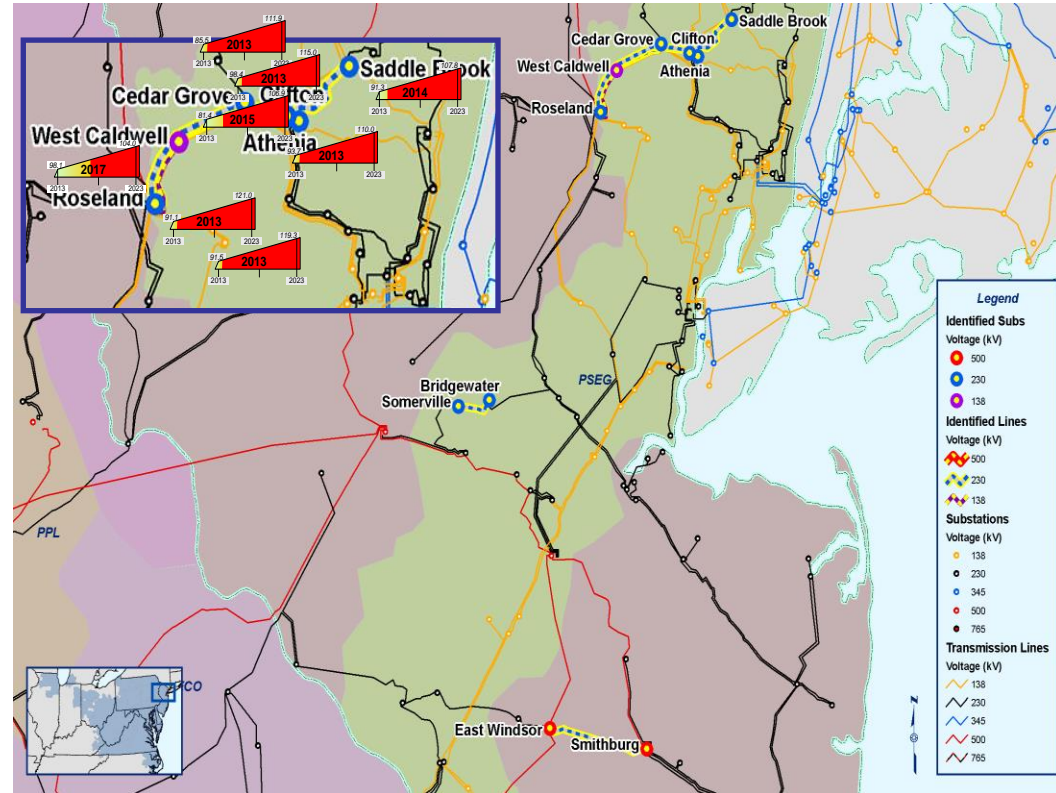 111.9
85.5
2013
2013
2023
115.0
98.4
2013
2013
2023
Saddle Brook
107.8
91.3
2014
2013
2023
Cedar Grove
Clifton
106.9
81.4
2015
2013
2023
West Caldwell
Athenia
110.0
93.7
2013
2013
2023
104.0
98.1
2017
2013
2023
Roseland
121.0
91.1
2013
2013
2023
119.3
91.5
2013
2013
2023
Saddle Brook
Cedar Grove
Clifton
West Caldwell
Athenia
Roseland
Bridgewater
Somerville
PSEG
PPL
East Windsor
Smithburg
Legend
Identified Subs
Voltage (kV)
500
230
138
Identified Lines
Voltage (kV)
500
230
138
Substations
Voltage (kV)
138
230
345
500
765
Transmission Lines
Voltage (kV)
138
230
345
500
765
N